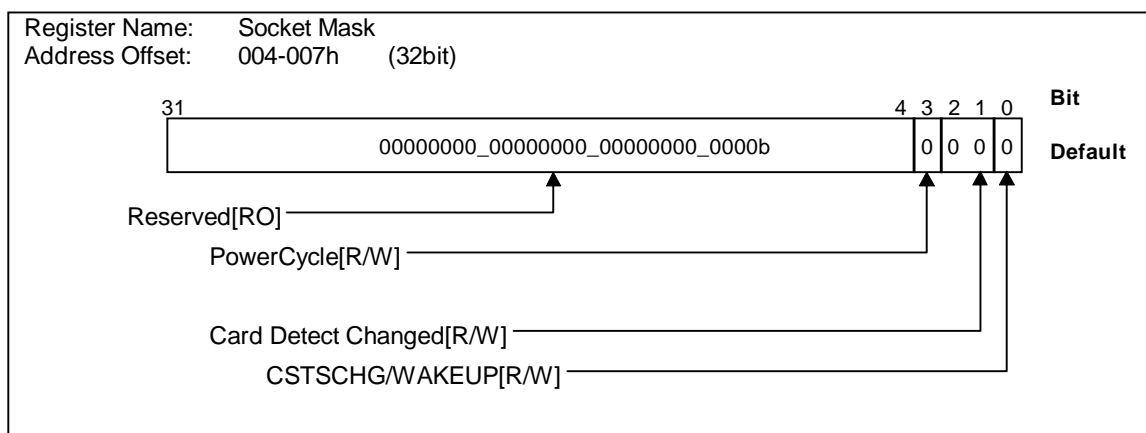 Register Name: Socket Mask
Address Offset: 004-007h (32bit)
31 4 3 2 1 0 Bit
00000000_00000000_00000000_0000b 0 0 0 0 Default
Reserved[RO]
PowerCycle[R/W]
Card Detect Changed[R/W]
CSTSCHG/WAKEUP[R/W]